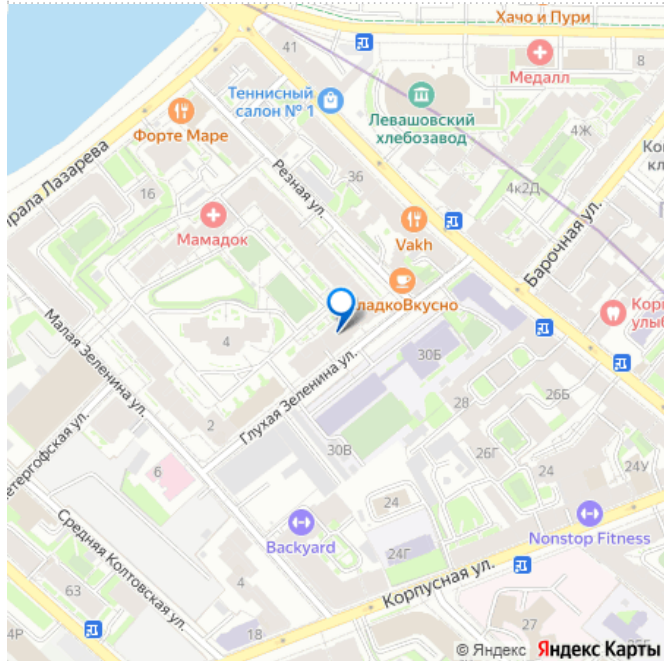 Хачо и Пури
41
Медалл
8
Теннисный
салон № 1
Левашовский
хлебозавод
Форте Маре
4Ж
Резная ул.
36
4к2Д
16
Лазарева
Мамадок
Vakh
Барочная ул.
Малая Зеленина ул.
4
30Б
Глухая Зеленина ул.
28
26Б
2
30В
26Г
24
24У
6
24
Средняя Колтовская ул.
Backyard
24Г
Nonstop Fitness
Корпусная ул.
63
4
4Р
18
27
© Яндекс Яндекс Карты